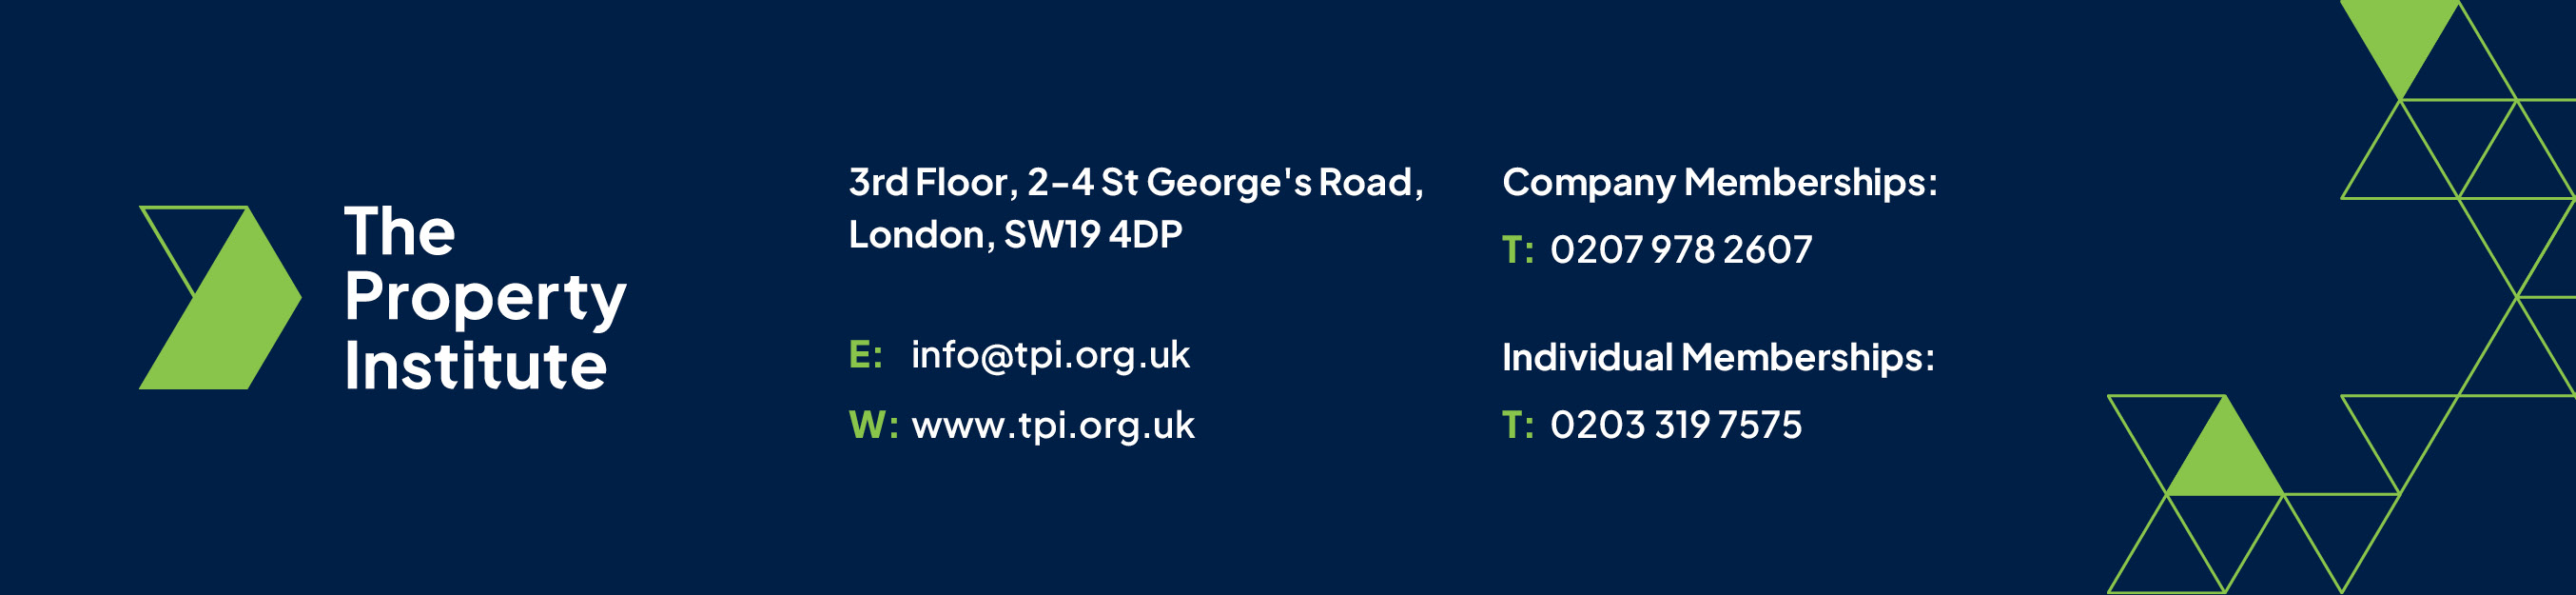 The
Property
Institute
3rd Floor, 2-4 St George's Road,
London, SW19 4DP
E: info@tpi.org.uk
W: www.tpi.org.uk
Company Memberships:
T: 0207 978 2607
Individual Memberships:
T: 0203 319 7575